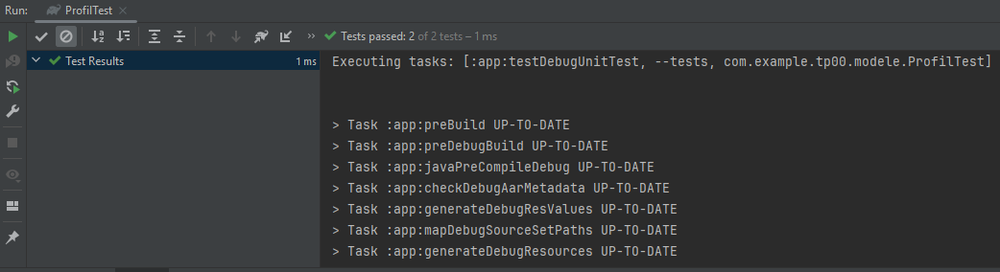 Run: ProfilTest
Tests passed: 2 of 2 tests – 1 ms
Test Results 1 ms
Executing tasks: [:app:testDebugUnitTest, --tests, com.example.tp00.modele.ProfilTest]
> Task :app:preBuild UP-TO-DATE
> Task :app:preDebugBuild UP-TO-DATE
> Task :app:javaPreCompileDebug UP-TO-DATE
> Task :app:checkDebugAarMetadata UP-TO-DATE
> Task :app:generateDebugResValues UP-TO-DATE
> Task :app:mapDebugSourceSetPaths UP-TO-DATE
> Task :app:generateDebugResources UP-TO-DATE